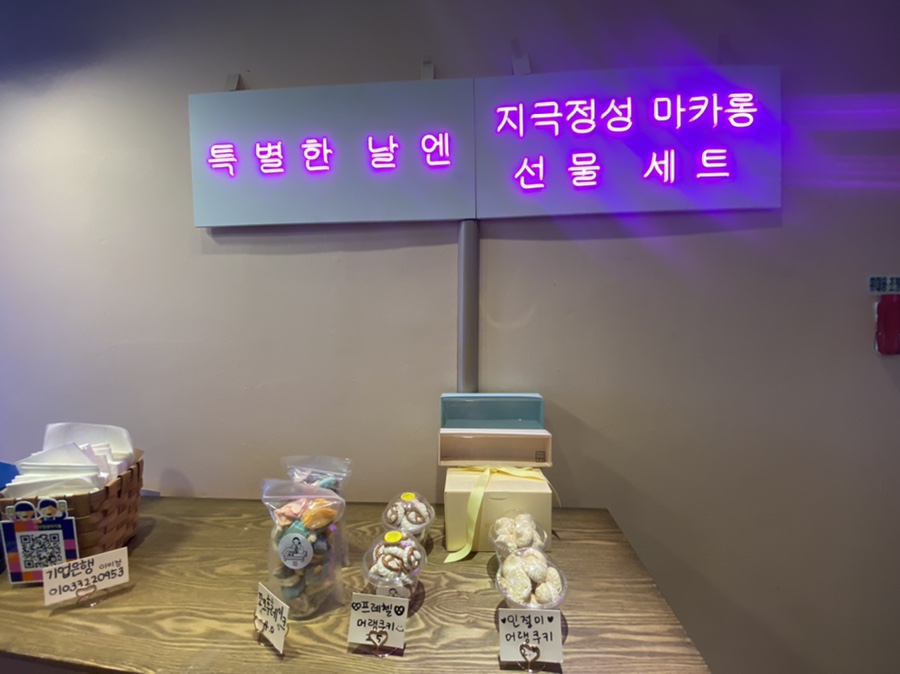 특별한 날엔
지극정성 마카롱
선물 세트
기업은행
01033220953
프레첼
머랭쿠키
인절미
머랭쿠키